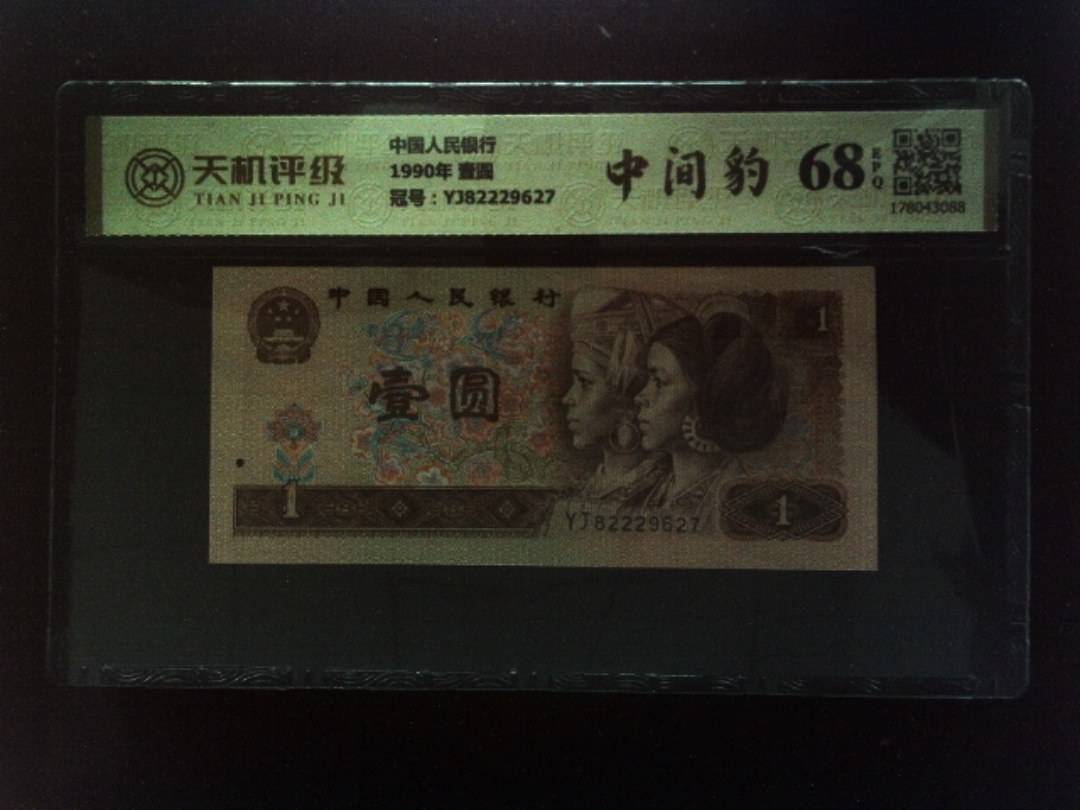 天机评级
TIAN JI PING JI
中国人民银行
1990年 壹圆
冠号：YJ82229627
中间豹
68
EPQ
178043088
中国人民银行
1
壹圆
1
YJ82229627
1